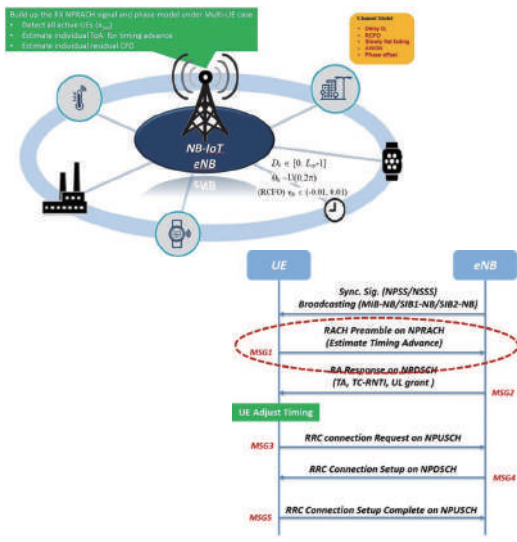 Build up the RX NPRACH signal and phase model under Multi-UE case
• Detect all active UEs
• Estimate individual ToA for timing advance
• Estimate individual residual CFO
Channel Model
• Delay D
• RCFO
• Slowly flat fading
• AWGN
• Phase offset
NB-IoT
eNB
Dₖ ∈ [0, L꜀ₚ-1]
θₖ ~U(0,2π)
(RCFO) εₖ ∈ (-0.01, 0.01)
UE
eNB
Sync. Sig. (NPSS/NSSS)
Broadcasting (MIB-NB/SIB1-NB/SIB2-NB)
RACH Preamble on NPRACH
(Estimate Timing Advance)
MSG1
RA Response on NPDSCH
(TA, TC-RNTI, UL grant )
MSG2
UE Adjust Timing
RRC connection Request on NPUSCH
MSG3
RRC Connection Setup on NPDSCH
MSG4
RRC Connection Setup Complete on NPUSCH
MSG5